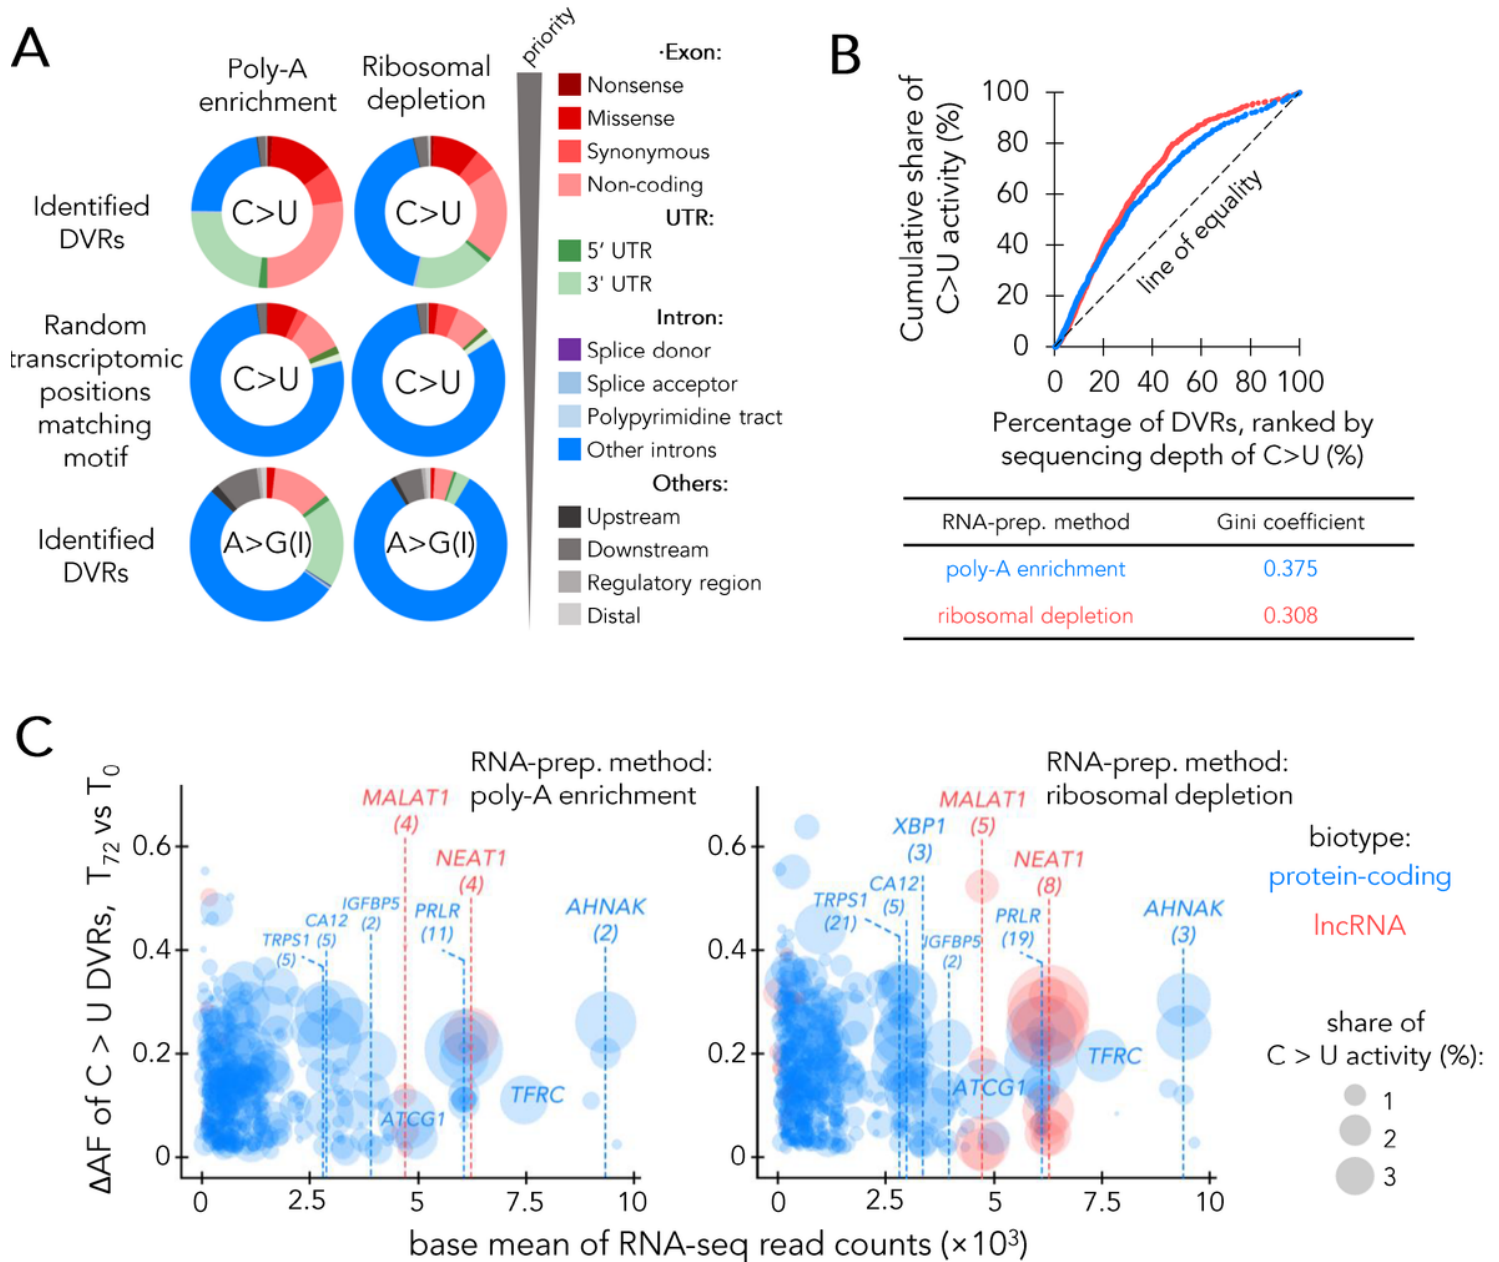 A
Poly-A
enrichment
Ribosomal
depletion
priority
Identified
DVRs
C>U
C>U
Random
transcriptomic
positions
matching
motif
C>U
C>U
Identified
DVRs
A>G(I)
A>G(I)
·Exon:
Nonsense
Missense
Synonymous
Non-coding
UTR:
5' UTR
3' UTR
Intron:
Splice donor
Splice acceptor
Polypyrimidine tract
Other introns
Others:
Upstream
Downstream
Regulatory region
Distal
B
Cumulative share of
C>U activity (%)
100
80
60
40
20
0
line of equality
0 20 40 60 80 100
Percentage of DVRs, ranked by
sequencing depth of C>U (%)
RNA-prep. method Gini coefficient
poly-A enrichment 0.375
ribosomal depletion 0.308
C
ΔAF of C > U DVRs, T72 vs T0
RNA-prep. method:
poly-A enrichment
0.6
0.4
0.2
0
MALAT1
(4)
NEAT1
(4)
IGFBP5
(2)
CA12
(5)
TRPS1
(5)
PRLR
(11)
AHNAK
(2)
TFRC
ATCG1
0 2.5 5 7.5 10
RNA-prep. method:
ribosomal depletion
0.6
0.4
0.2
0
MALAT1
(5)
XBP1
(3)
NEAT1
(8)
CA12
(5)
TRPS1
(21)
PRLR
(19)
IGFBP5
(2)
AHNAK
(3)
TFRC
ATCG1
0 2.5 5 7.5 10
base mean of RNA-seq read counts (×10³)
biotype:
protein-coding
lncRNA
share of
C > U activity (%):
1
2
3